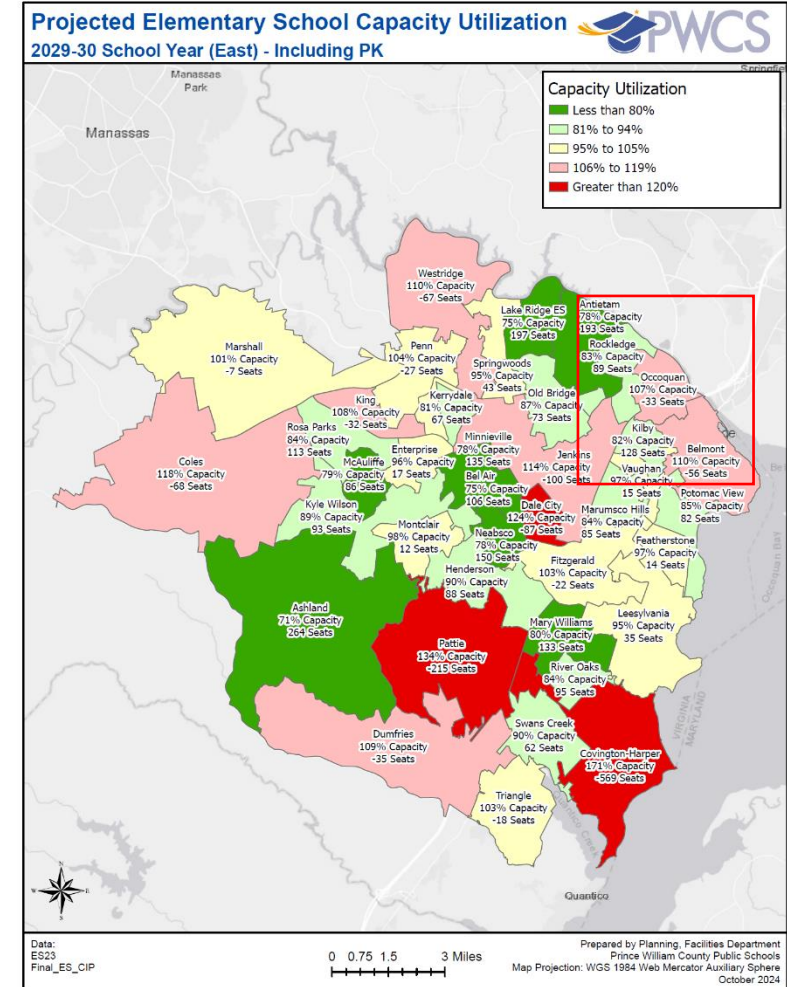 Projected Elementary School Capacity Utilization
2029-30 School Year (East) - Including PK
PWCS
Manassas
Park
Manassas
Capacity Utilization
Less than 80%
81% to 94%
95% to 105%
106% to 119%
Greater than 120%
Westridge
110% Capacity
-67 Seats
Lake Ridge ES
75% Capacity
197 Seats
Antietam
78% Capacity
193 Seats
Rockledge
83% Capacity
89 Seats
Marshall
101% Capacity
-7 Seats
Penn
104% Capacity
-27 Seats
Springwoods
95% Capacity
43 Seats
Occoquan
107% Capacity
-33 Seats
Old Bridge
87% Capacity
73 Seats
Kerrydale
81% Capacity
67 Seats
King
108% Capacity
-32 Seats
Rosa Parks
84% Capacity
113 Seats
Minnieville
78% Capacity
135 Seats
Kilby
82% Capacity
128 Seats
Belmont
110% Capacity
-56 Seats
Enterprise
96% Capacity
17 Seats
McAuliffe
79% Capacity
86 Seats
Jenkins
114% Capacity
-100 Seats
Coles
118% Capacity
-68 Seats
Bel Air
75% Capacity
106 Seats
Vaughan
97% Capacity
15 Seats
Potomac View
85% Capacity
82 Seats
Kyle Wilson
89% Capacity
93 Seats
Dale City
124% Capacity
-87 Seats
Marumsco Hills
84% Capacity
85 Seats
Montclair
98% Capacity
12 Seats
Neabsco
78% Capacity
150 Seats
Featherstone
97% Capacity
14 Seats
Fitzgerald
103% Capacity
-22 Seats
Henderson
90% Capacity
88 Seats
Occoquan Bay
Ashland
71% Capacity
264 Seats
Mary Williams
80% Capacity
133 Seats
Leesylvania
95% Capacity
35 Seats
Pattie
134% Capacity
-215 Seats
River Oaks
84% Capacity
95 Seats
VIRGINIA
MARYLAND
Swans Creek
90% Capacity
62 Seats
Dumfries
109% Capacity
-35 Seats
Covington-Harper
171% Capacity
-569 Seats
Triangle
103% Capacity
-18 Seats
Quantico
N
W
E
S
Data:
ES23
Final_ES_CIP
0 0.75 1.5 3 Miles
Prepared by Planning, Facilities Department
Prince William County Public Schools
Map Projection: WGS 1984 Web Mercator Auxiliary Sphere
October 2024